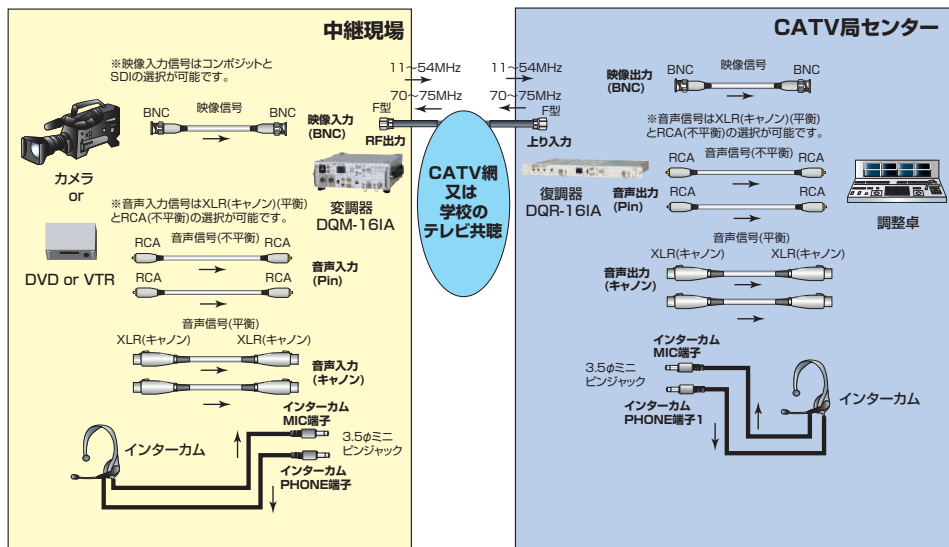 中継現場
※映像入力信号はコンポジットと
SDIの選択が可能です。
BNC
映像信号
BNC
映像入力
(BNC)
カメラ
or
DVD or VTR
※音声入力信号はXLR(キャノン)(平衡)
とRCA(不平衡)の選択が可能です。
音声信号(不平衡)
RCA
RCA
RCA
RCA
音声入力
(Pin)
音声信号(平衡)
XLR(キャノン)
XLR(キャノン)
音声入力
(キャノン)
インターカム
インターカム
MIC端子
3.5φミニ
ピンジャック
インターカム
PHONE端子
11〜54MHz
70〜75MHz
F型
RF出力
変調器
DQM-16IA
CATV網
又は
学校の
テレビ共聴
11〜54MHz
70〜75MHz
F型
上り入力
復調器
DQR-16IA
CATV局センター
映像出力
(BNC)
BNC
映像信号
BNC
※音声信号はXLR(キャノン)(平衡)
とRCA(不平衡)の選択が可能です。
音声信号(不平衡)
RCA
RCA
RCA
RCA
音声出力
(Pin)
調整卓
音声信号(平衡)
XLR(キャノン)
XLR(キャノン)
音声出力
(キャノン)
インターカム
MIC端子
3.5φミニ
ピンジャック
インターカム
PHONE端子1
インターカム